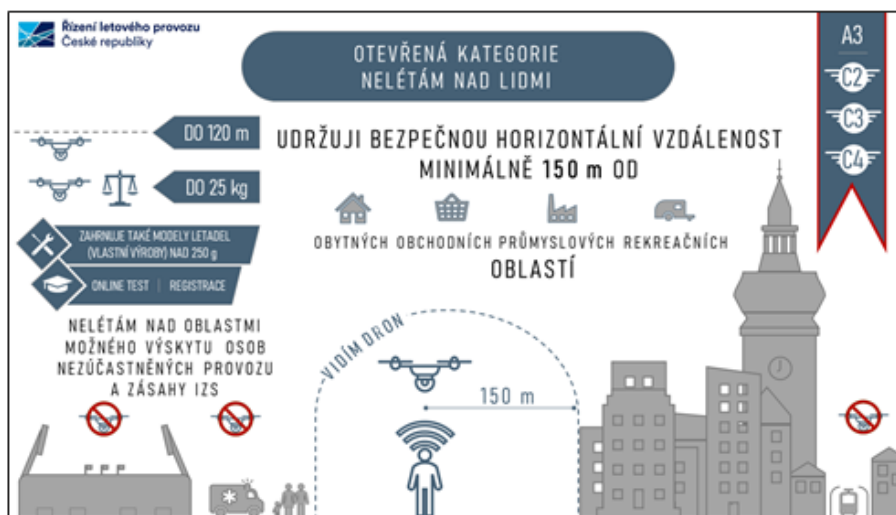 Řízení letového provozu
České republiky
OTEVŘENÁ KATEGORIE
NELÉTÁM NAD LIDMI
A3
C2
C3
C4
DO 120 m
DO 25 kg
ZAHRNUJE TAKÉ MODELY LETADEL
(VLASTNÍ VÝROBY) NAD 250 g
ONLINE TEST | REGISTRACE
UDRŽUJI BEZPEČNOU HORIZONTÁLNÍ VZDÁLENOST
MINIMÁLNĚ 150 m OD
OBYTNÝCH OBCHODNÍCH PRŮMYSLOVÝCH REKREAČNÍCH
OBLASTÍ
NELÉTÁM NAD OBLASTMI
MOŽNÉHO VÝSKYTU OSOB
NEZÚČASTNĚNÝCH PROVOZU
A ZÁSAHY IZS
VIDÍM DRON
150 m